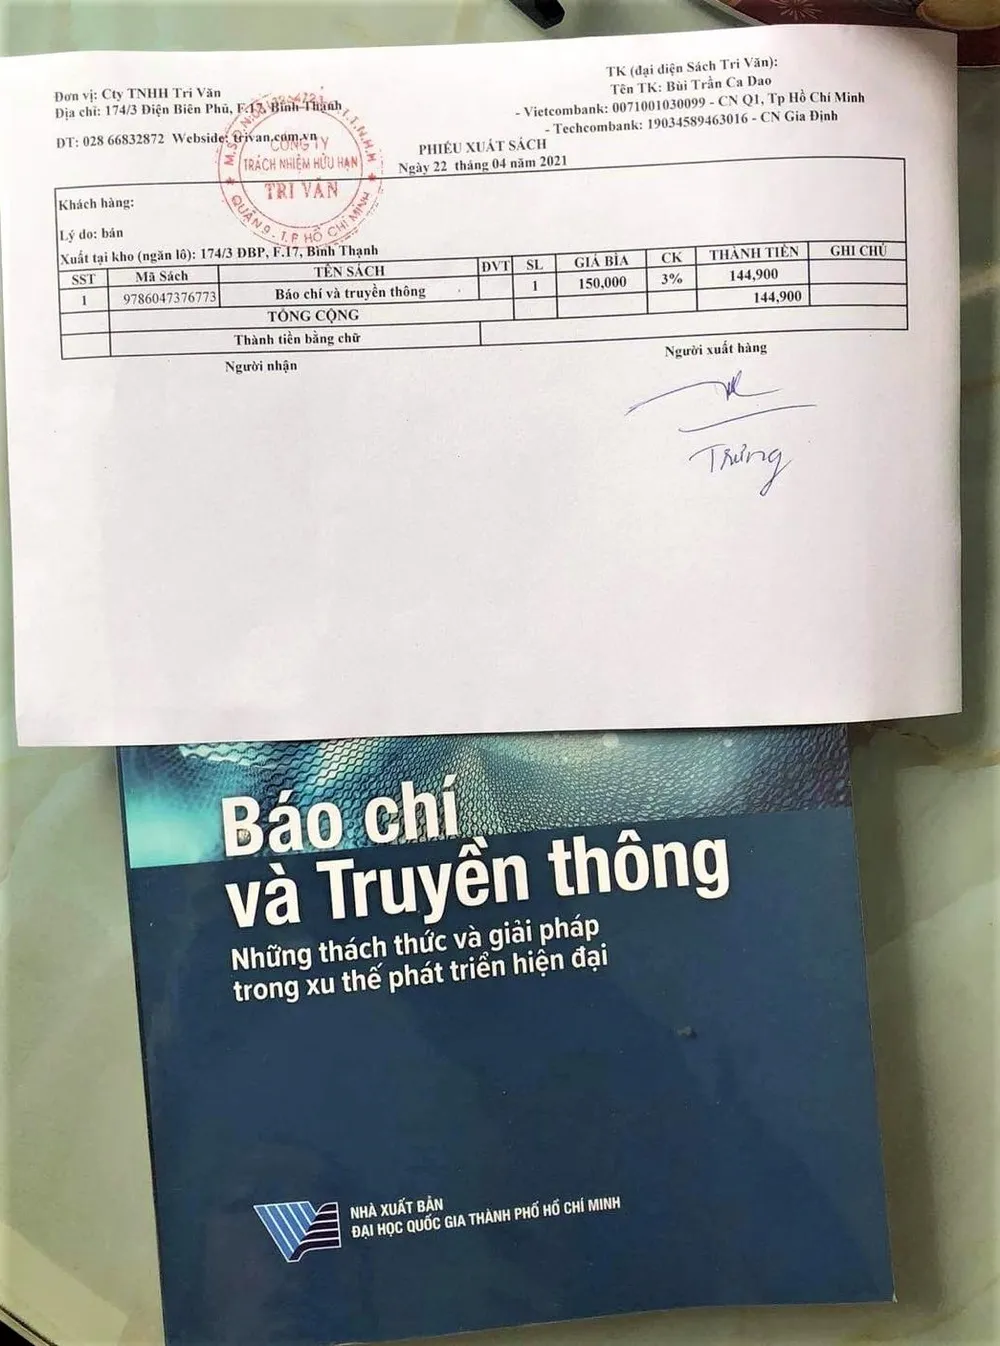 Đơn vị: Cty TNHH Tri Văn
Địa chỉ: 174/3 Điện Biên Phủ, F.17, Bình Thạnh
ĐT: 028 66832872 Webside: trivan.com.vn
TK (đại diện Sách Tri Văn):
Tên TK: Bùi Trần Ca Dao
- Vietcombank: 0071001030099 - CN Q1, Tp Hồ Chí Minh
- Techcombank: 19034589463016 - CN Gia Định
CÔNG TY
TRÁCH NHIỆM HỮU HẠN
TRI VĂN
QUẬN 9 - T.P HỒ CHÍ MINH
PHIẾU XUẤT SÁCH
Ngày 22 tháng 04 năm 2021
Khách hàng:
Lý do: bán
Xuất tại kho (ngăn lô): 174/3 ĐBP, F.17, Bình Thạnh
SST Mã Sách TÊN SÁCH ĐVT SL GIÁ BÌA CK THÀNH TIỀN GHI CHÚ
1 9786047376773 Báo chí và truyền thông 1 150,000 3% 144,900
TỔNG CỘNG 144,900
Thành tiền bằng chữ
Người nhận Người xuất hàng
Trung
Báo chí
và Truyền thông
Những thách thức và giải pháp
trong xu thế phát triển hiện đại
NHÀ XUẤT BẢN
ĐẠI HỌC QUỐC GIA THÀNH PHỐ HỒ CHÍ MINH